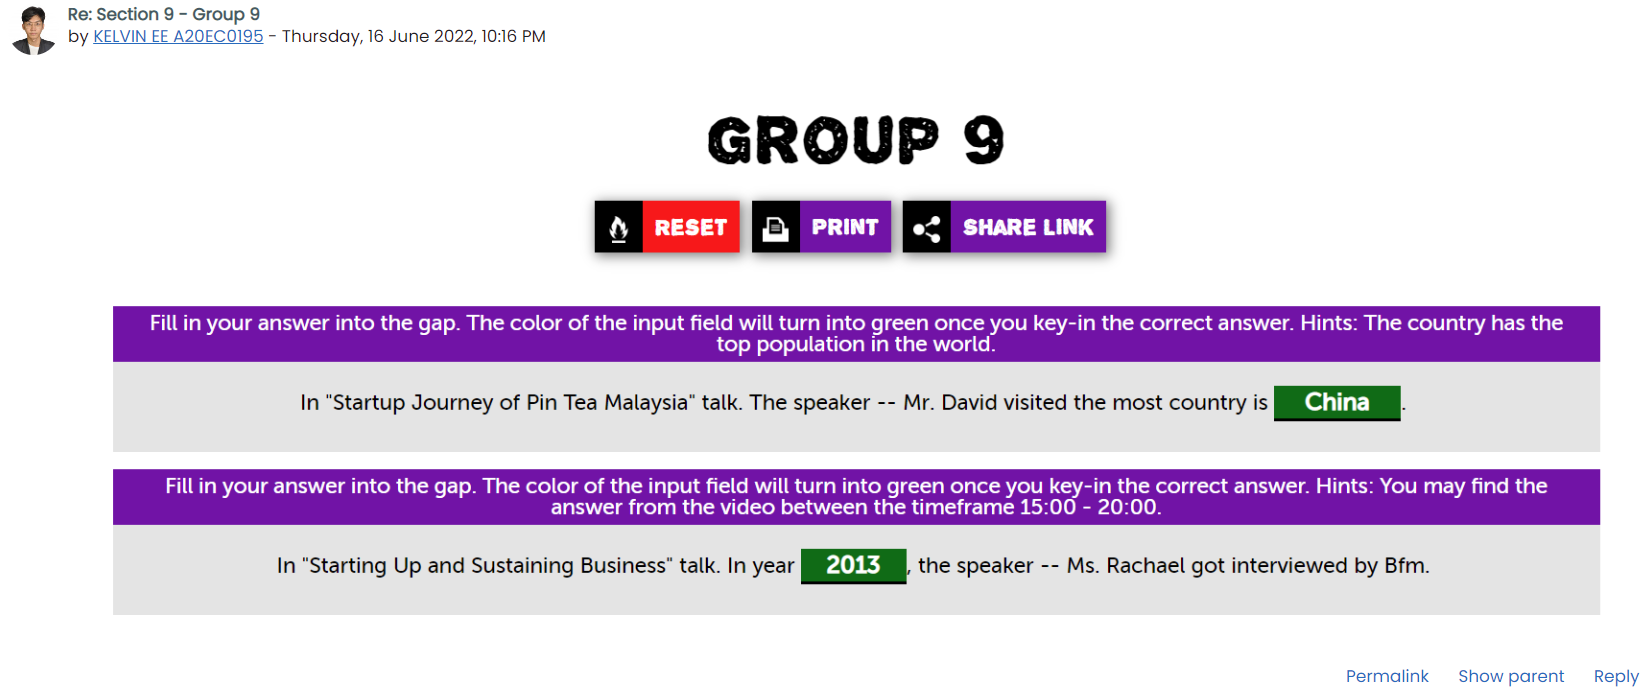 Re: Section 9 - Group 9
by KELVIN EE A20EC0195 - Thursday, 16 June 2022, 10:16 PM
GROUP 9
RESET PRINT SHARE LINK
Fill in your answer into the gap. The color of the input field will turn into green once you key-in the correct answer. Hints: The country has the
top population in the world.
In "Startup Journey of Pin Tea Malaysia" talk. The speaker -- Mr. David visited the most country is China.
Fill in your answer into the gap. The color of the input field will turn into green once you key-in the correct answer. Hints: You may find the
answer from the video between the timeframe 15:00 - 20:00.
In "Starting Up and Sustaining Business" talk. In year 2013, the speaker -- Ms. Rachael got interviewed by Bfm.
Permalink Show parent Reply